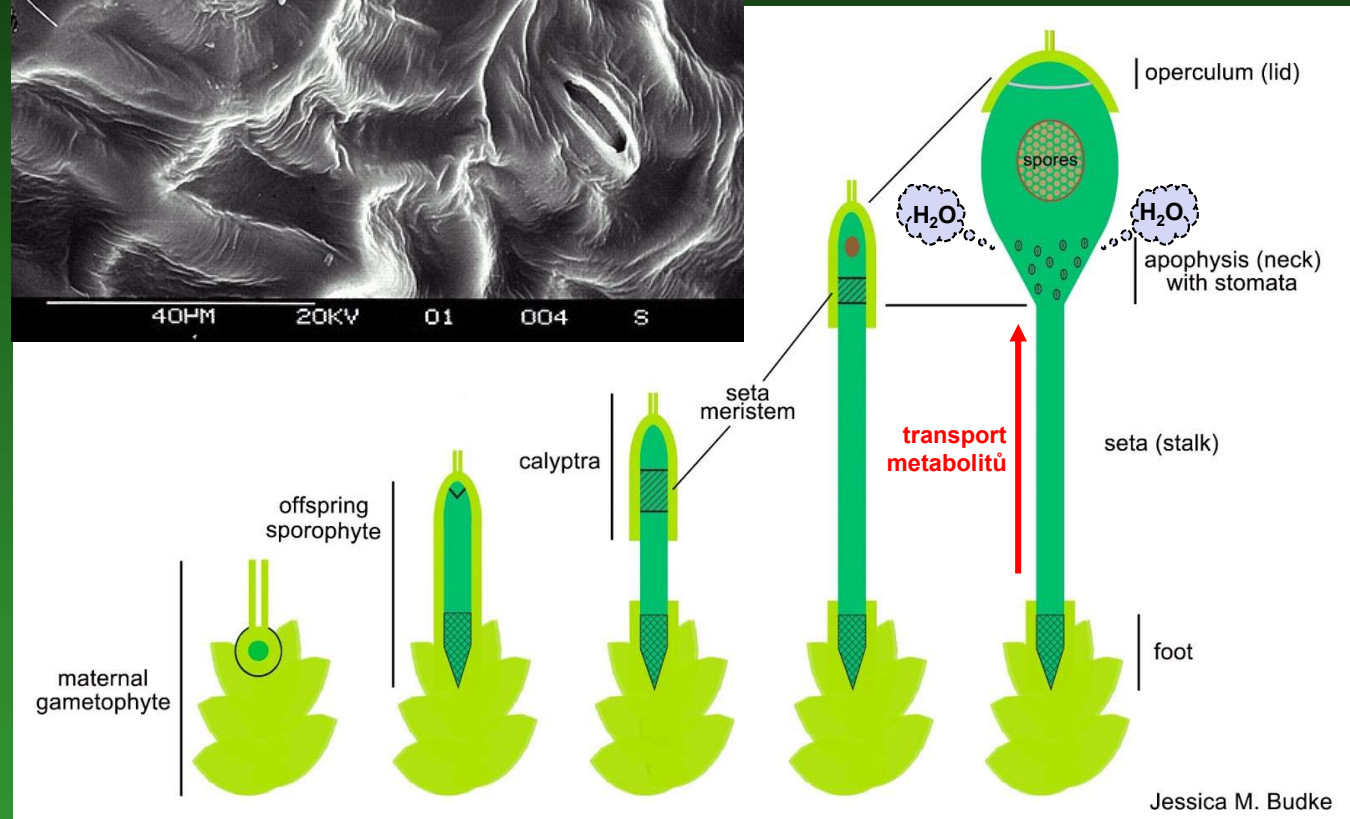 40µM 20KV 01 004 S
operculum (lid)
spores
H₂O
H₂O
apophysis (neck)
with stomata
seta
meristem
transport
metabolitů
seta (stalk)
calyptra
offspring
sporophyte
maternal
gametophyte
foot
Jessica M. Budke